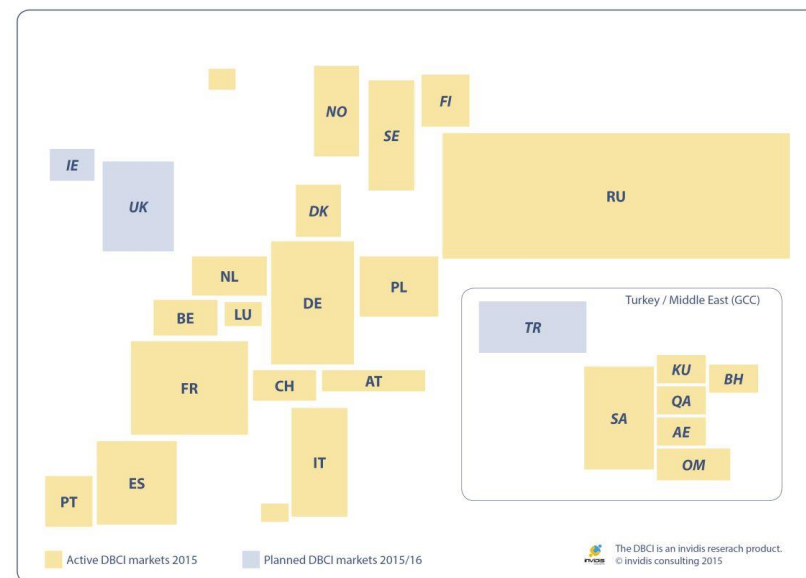 NO
SE
FI
IE
UK
RU
DK
NL
DE
PL
BE
LU
Turkey / Middle East (GCC)
TR
FR
CH
AT
KU
BH
SA
QA
AE
OM
IT
ES
PT
Active DBCI markets 2015
Planned DBCI markets 2015/16
invidis
The DBCI is an invidis reserach product.
© invidis consulting 2015